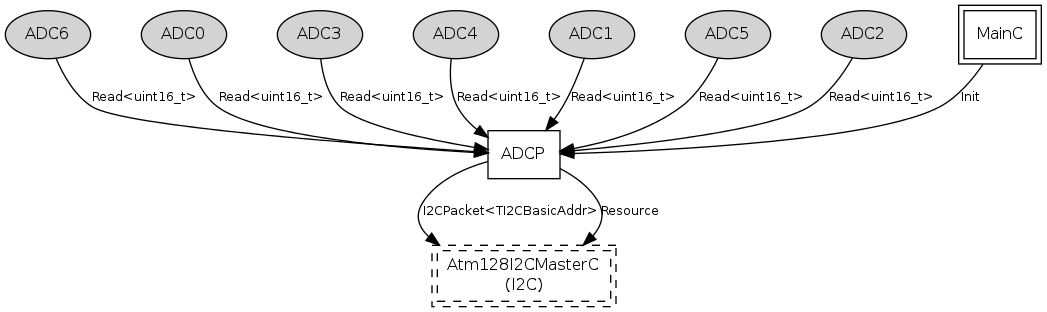 ADC6
ADC0
ADC3
ADC4
ADC1
ADC5
ADC2
MainC
Read<uint16_t>
Read<uint16_t>
Read<uint16_t>
Read<uint16_t>
Read<uint16_t>
Read<uint16_t>
Read<uint16_t>
Init
ADCP
I2CPacket<TI2CBasicAddr>
Resource
Atm128I2CMasterC
(I2C)